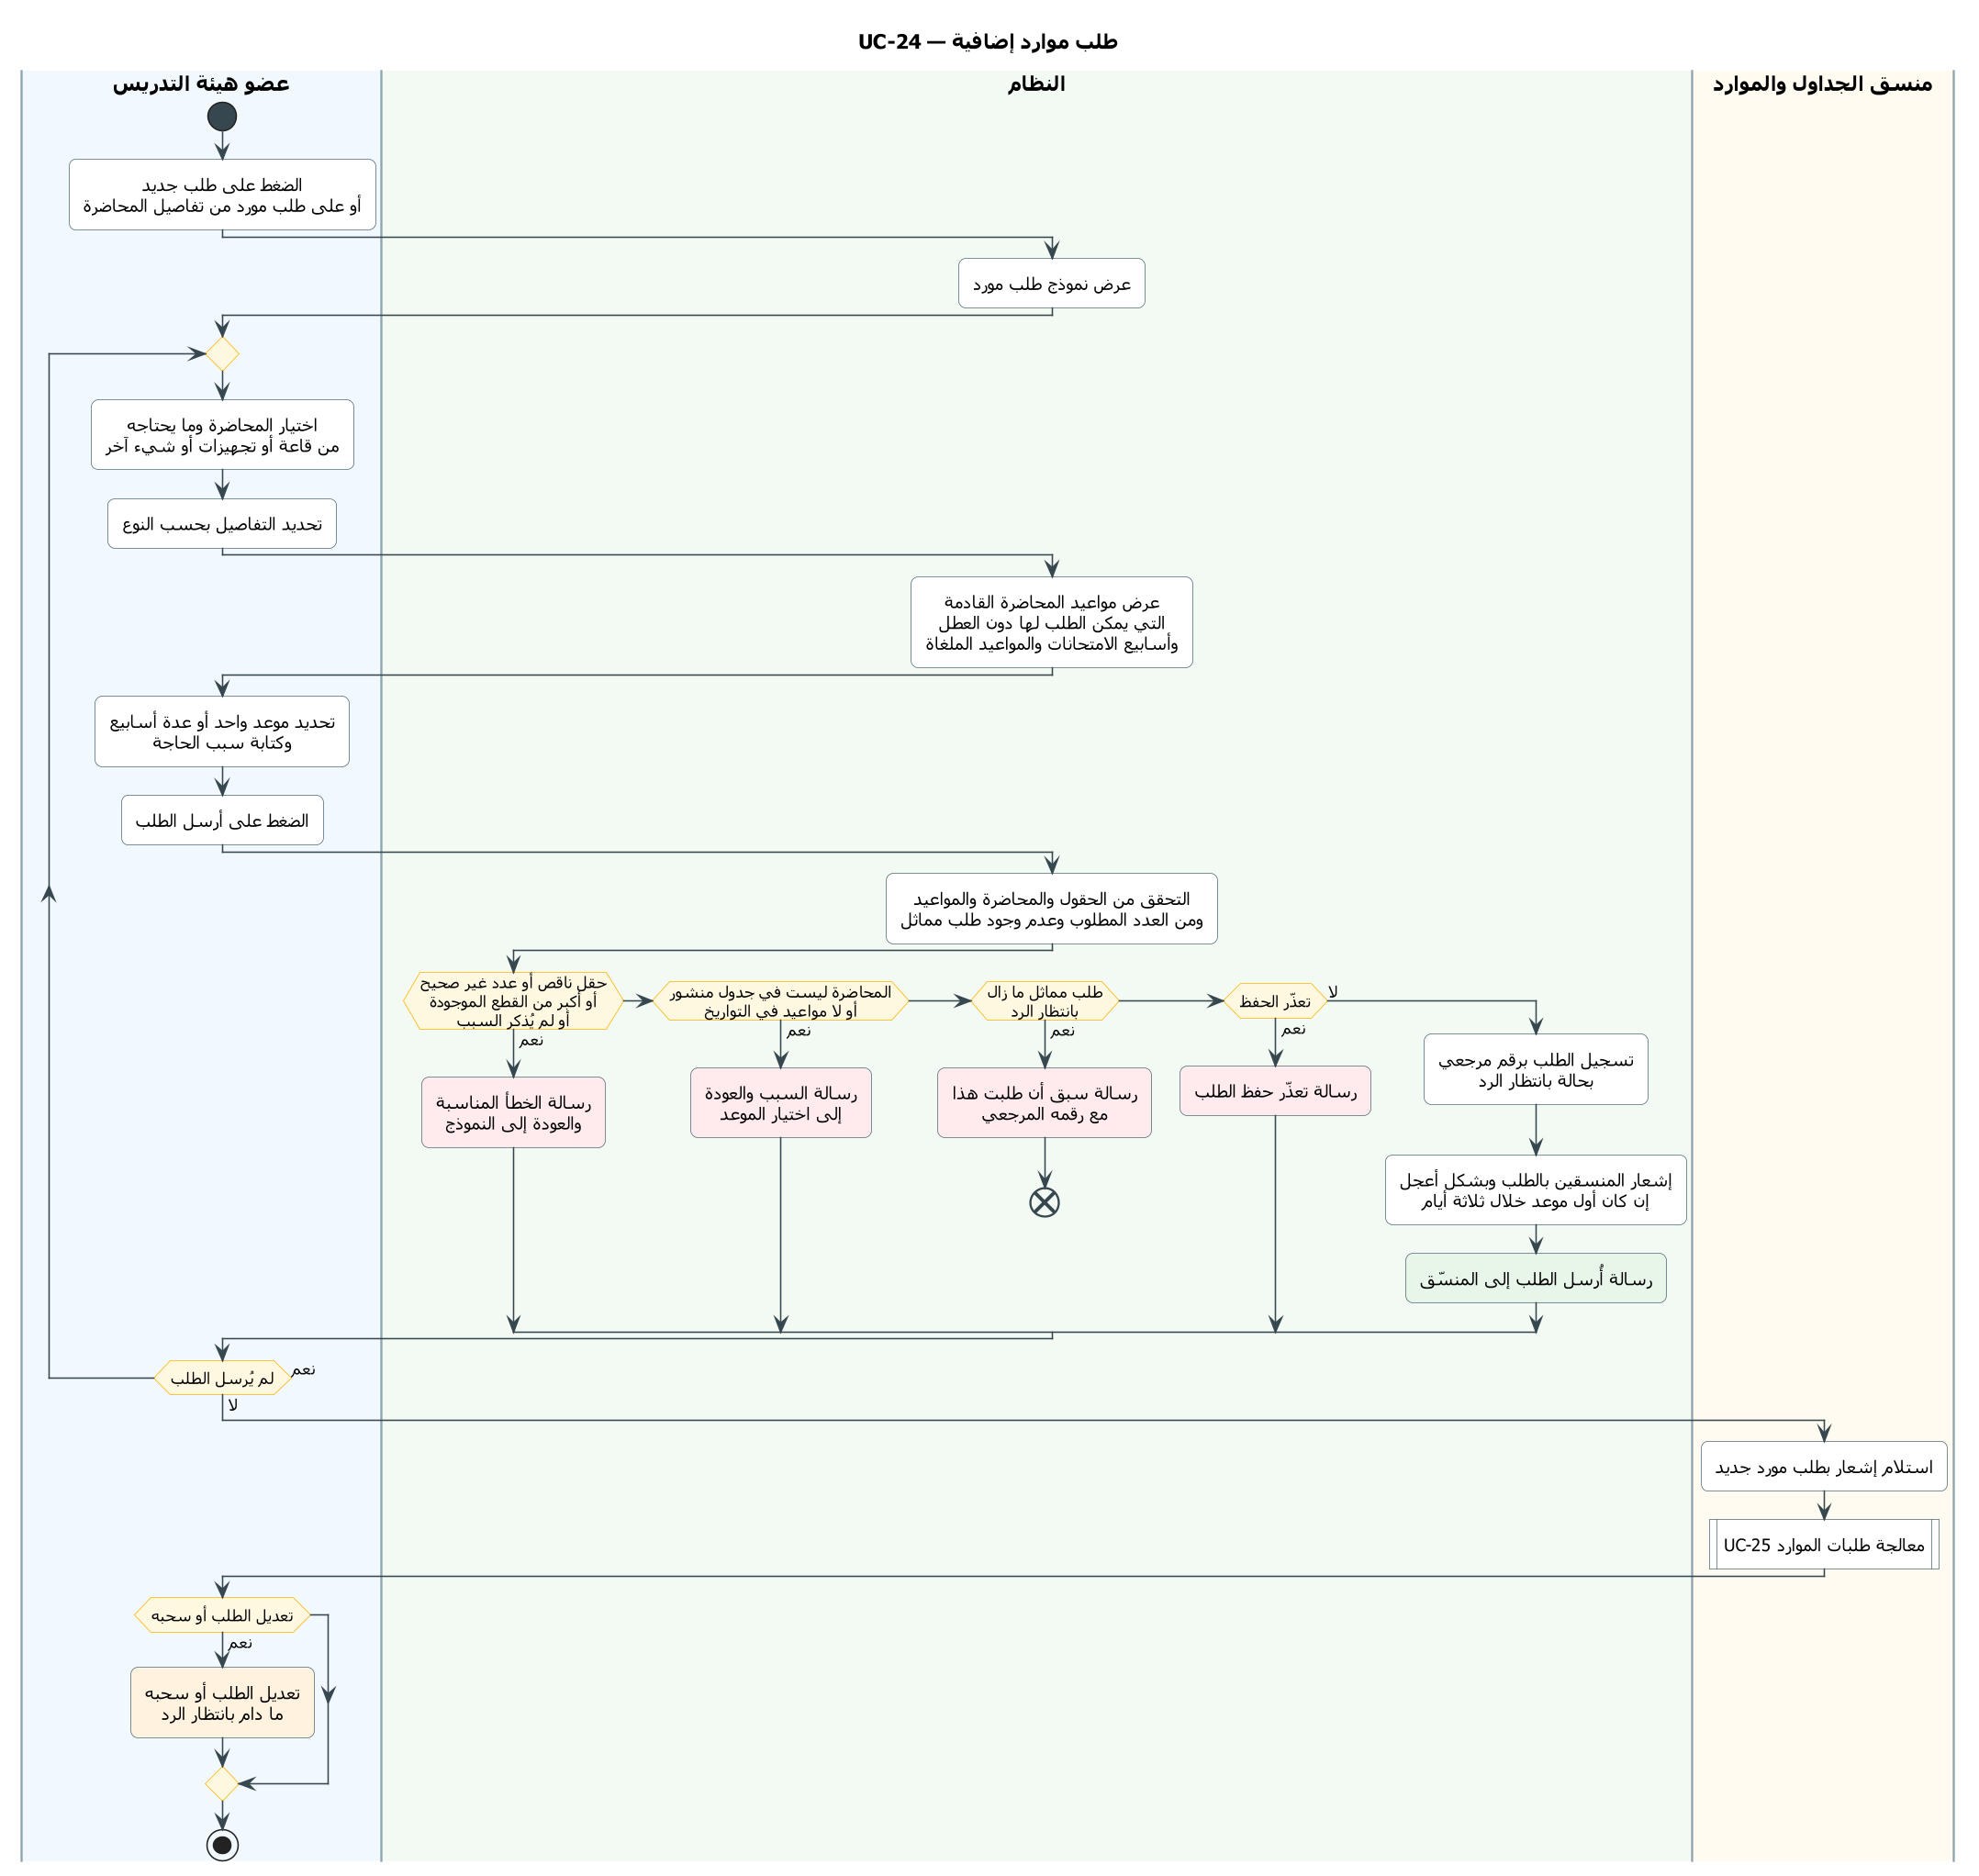 طلب موارد إضافية — UC-24
عضو هيئة التدريس
النظام
منسق الجداول والموارد
الضغط على طلب جديد
أو على طلب مورد من تفاصيل المحاضرة
عرض نموذج طلب مورد
اختيار المحاضرة وما يحتاجه
من قاعة أو تجهيزات أو شيء آخر
تحديد التفاصيل بحسب النوع
عرض مواعيد المحاضرة القادمة
التي يمكن الطلب لها دون العطل
وأسابيع الامتحانات والمواعيد الملغاة
تحديد موعد واحد أو عدة أسابيع
وكتابة سبب الحاجة
الضغط على أرسل الطلب
التحقق من الحقول والمحاضرة والمواعيد
ومن العدد المطلوب وعدم وجود طلب مماثل
حقل ناقص أو عدد غير صحيح
أو أكبر من القطع الموجودة
أو لم يُذكر السبب
نعم
رسالة الخطأ المناسبة
والعودة إلى النموذج
المحاضرة ليست في جدول منشور
أو لا مواعيد في التواريخ
نعم
رسالة السبب والعودة
إلى اختيار الموعد
طلب مماثل ما زال
بانتظار الرد
نعم
رسالة سبق أن طلبت هذا
مع رقمه المرجعي
تعذّر الحفظ
نعم
رسالة تعذّر حفظ الطلب
لا
تسجيل الطلب برقم مرجعي
بحالة بانتظار الرد
إشعار المنسقين بالطلب وبشكل أعجل
إن كان أول موعد خلال ثلاثة أيام
رسالة أُرسل الطلب إلى المنسّق
لم يُرسل الطلب
نعم
لا
استلام إشعار بطلب مورد جديد
معالجة طلبات الموارد UC-25
تعديل الطلب أو سحبه
نعم
تعديل الطلب أو سحبه
ما دام بانتظار الرد